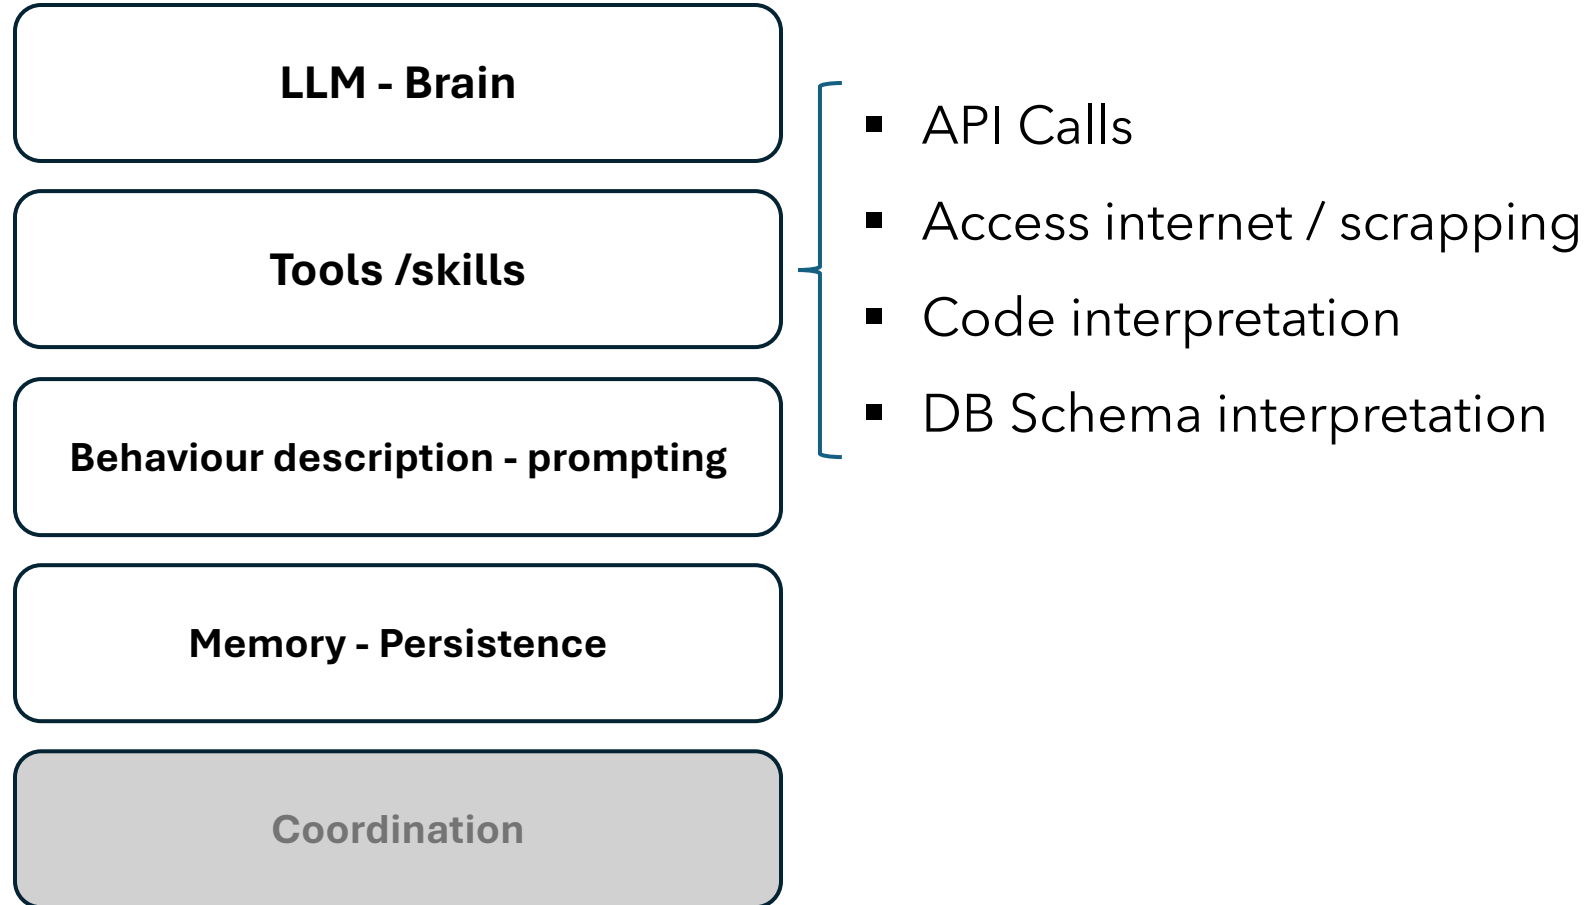 LLM - Brain
Tools /skills
Behaviour description - prompting
Memory - Persistence
Coordination
▪ API Calls
▪ Access internet / scrapping
▪ Code interpretation
▪ DB Schema interpretation